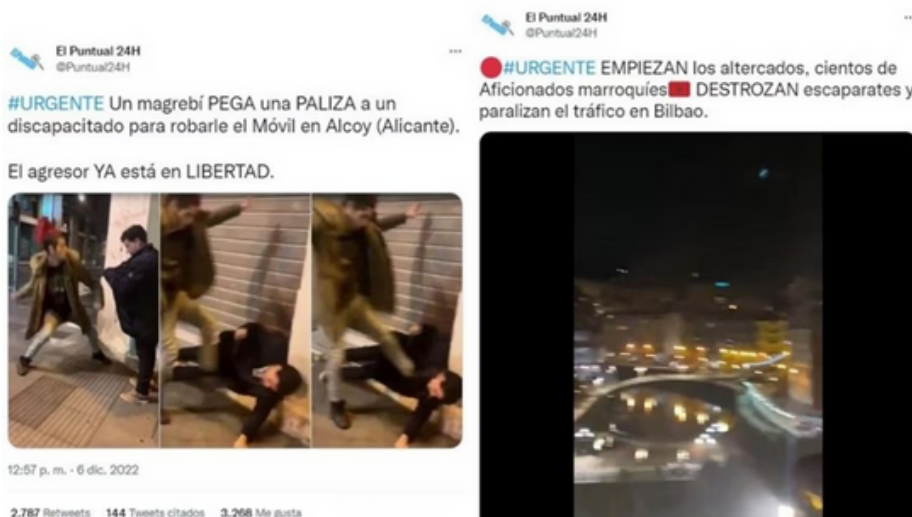 El Puntual 24H
@Puntual24H
#URGENTE Un magrebí PEGA una PALIZA a un
discapacitado para robarle el Móvil en Alcoy (Alicante).
El agresor YA está en LIBERTAD.
12:57 p. m. · 6 dic. 2022
2.787 Retweets 144 Tweets citados 3.268 Me gusta
El Puntual 24H
@Puntual24H
#URGENTE EMPIEZAN los altercados, cientos de
Aficionados marroquíes DESTROZAN escaparates y
paralizan el tráfico en Bilbao.